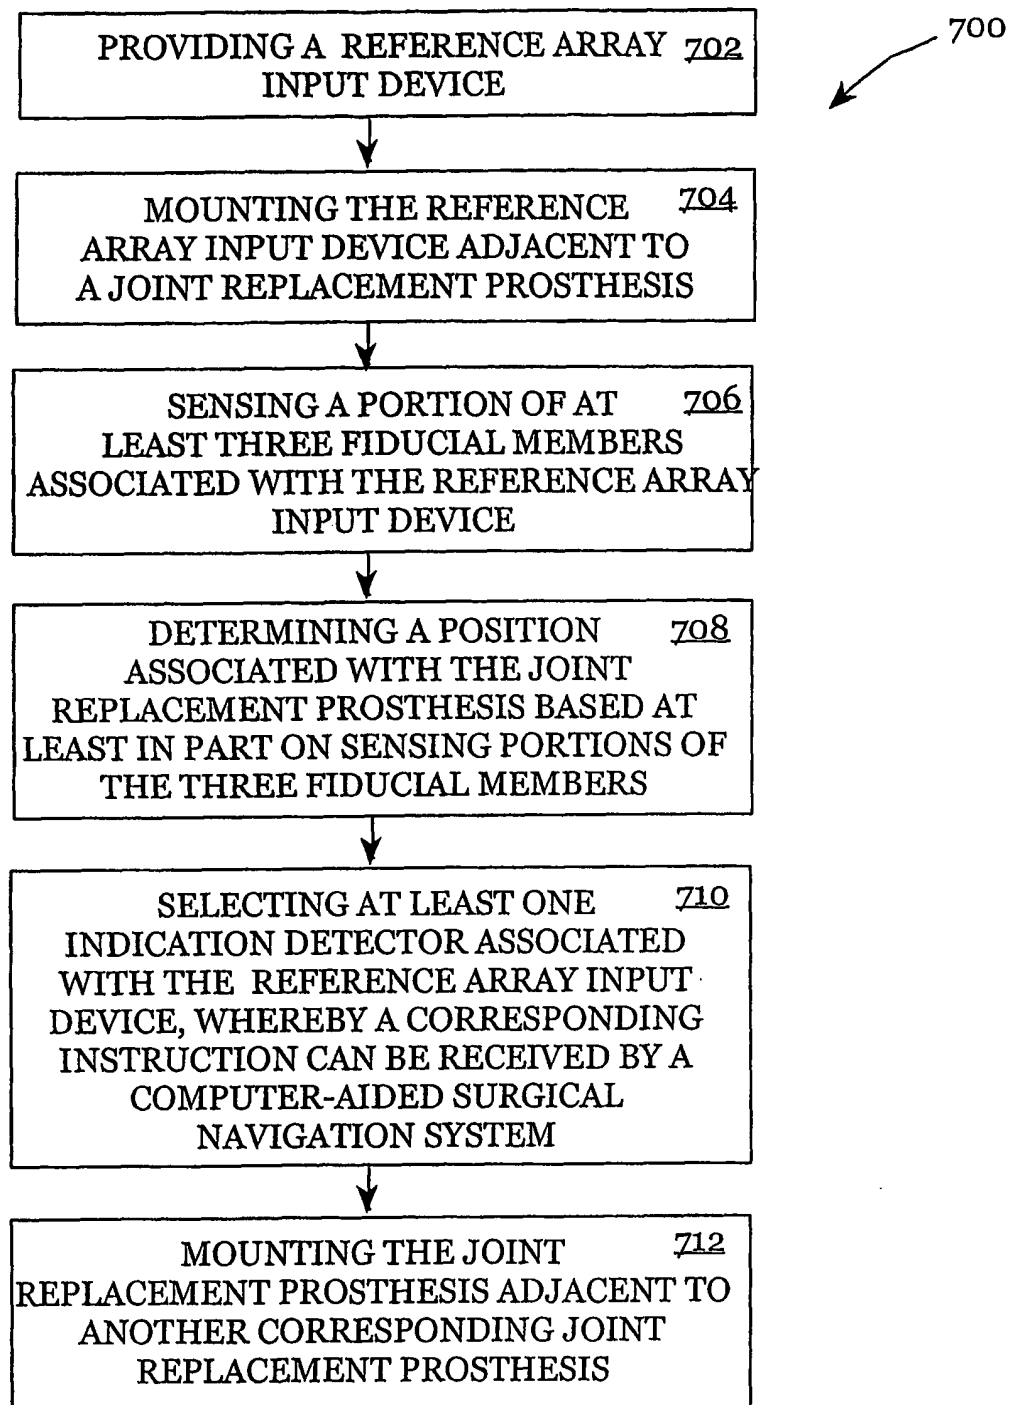 700
PROVIDING A REFERENCE ARRAY 702
INPUT DEVICE
MOUNTING THE REFERENCE 704
ARRAY INPUT DEVICE ADJACENT TO
A JOINT REPLACEMENT PROSTHESIS
SENSING A PORTION OF AT 706
LEAST THREE FIDUCIAL MEMBERS
ASSOCIATED WITH THE REFERENCE ARRAY
INPUT DEVICE
DETERMINING A POSITION 708
ASSOCIATED WITH THE JOINT
REPLACEMENT PROSTHESIS BASED AT
LEAST IN PART ON SENSING PORTIONS OF
THE THREE FIDUCIAL MEMBERS
SELECTING AT LEAST ONE 710
INDICATION DETECTOR ASSOCIATED
WITH THE REFERENCE ARRAY INPUT
DEVICE, WHEREBY A CORRESPONDING
INSTRUCTION CAN BE RECEIVED BY A
COMPUTER-AIDED SURGICAL
NAVIGATION SYSTEM
MOUNTING THE JOINT 712
REPLACEMENT PROSTHESIS ADJACENT TO
ANOTHER CORRESPONDING JOINT
REPLACEMENT PROSTHESIS